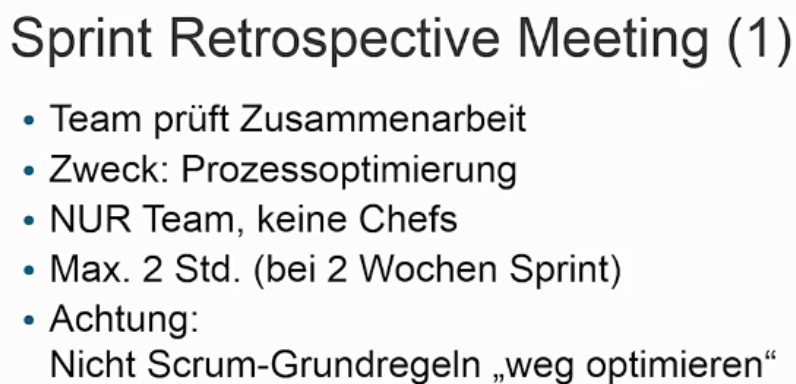 Sprint Retrospective Meeting (1)
• Team prüft Zusammenarbeit
• Zweck: Prozessoptimierung
• NUR Team, keine Chefs
• Max. 2 Std. (bei 2 Wochen Sprint)
• Achtung:
Nicht Scrum-Grundregeln „weg optimieren“